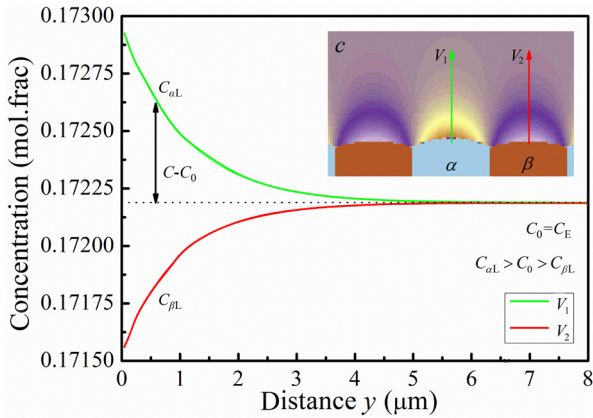 0.17300
0.17275
0.17250
0.17225
0.17200
0.17175
0.17150
Concentration (mol.frac)
c
V1
V2
α
β
CαL
C-C0
CβL
C0=CE
CαL>C0>CβL
V1
V2
0 1 2 3 4 5 6 7 8
Distance y (μm)